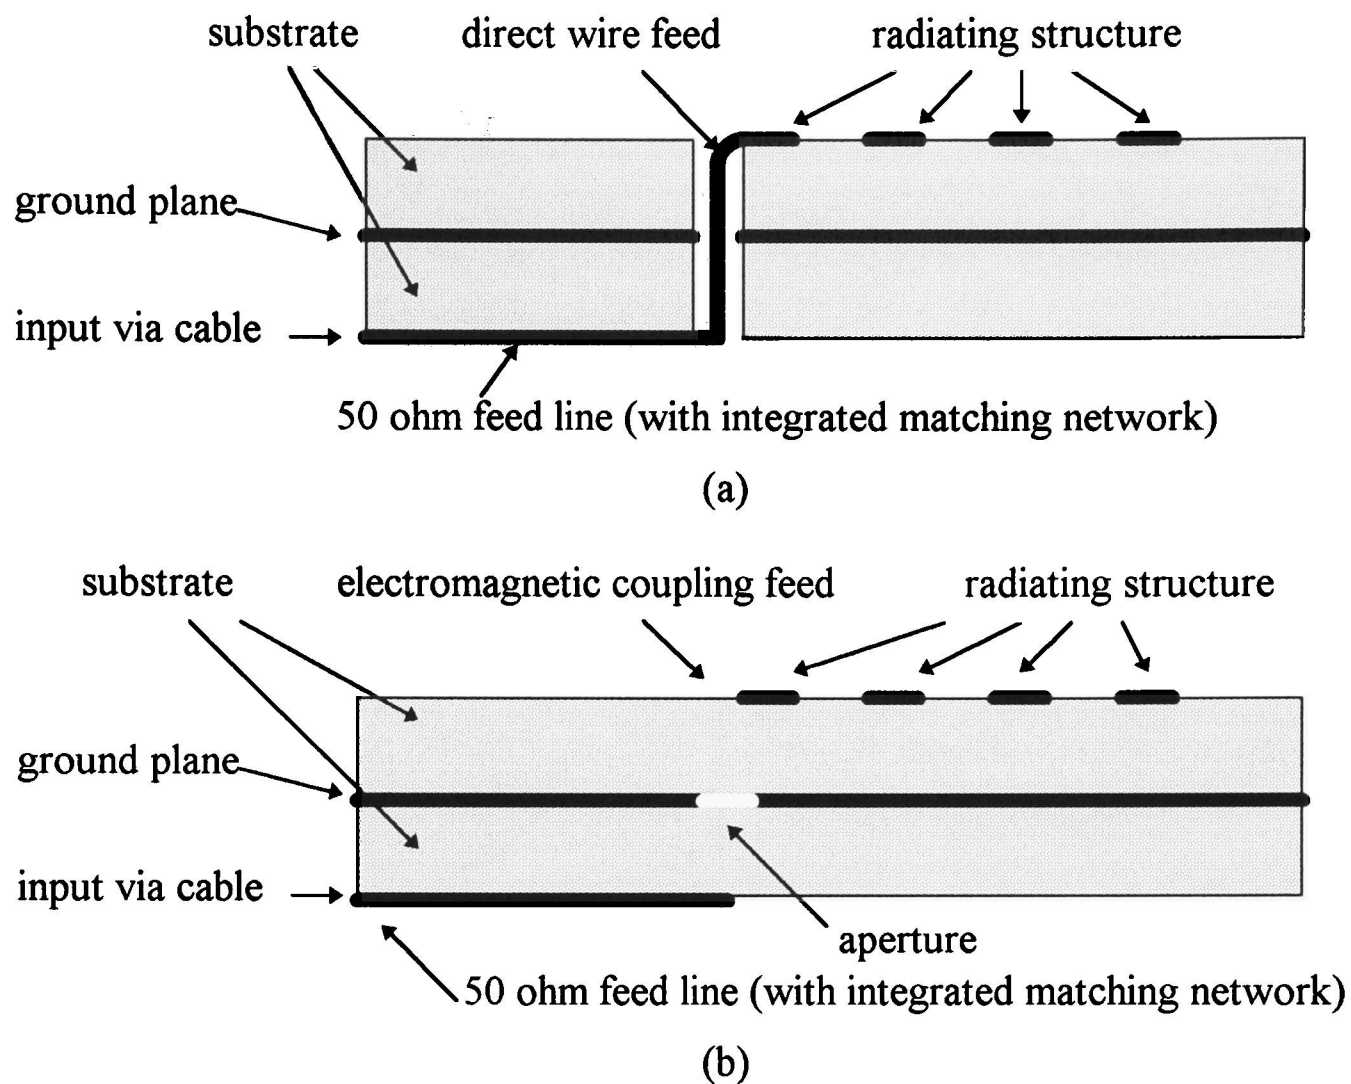 substrate direct wire feed radiating structure
ground plane
input via cable
50 ohm feed line (with integrated matching network)
(a)
substrate electromagnetic coupling feed radiating structure
ground plane
input via cable
aperture
50 ohm feed line (with integrated matching network)
(b)